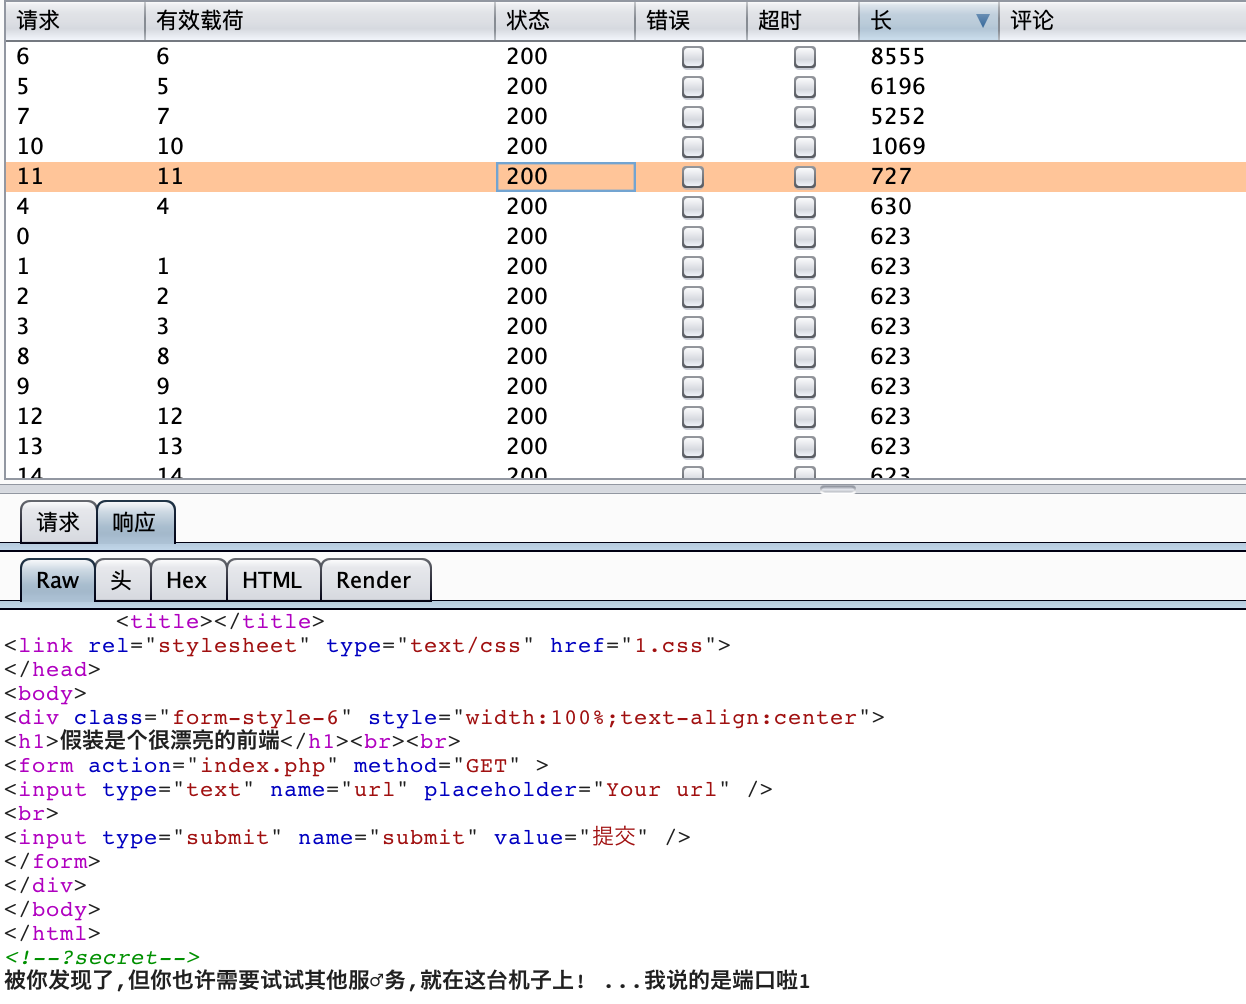 请求 有效载荷 状态 错误 超时 长 评论
6 6 200 8555
5 5 200 6196
7 7 200 5252
10 10 200 1069
11 11 200 727
4 4 200 630
0 200 623
1 1 200 623
2 2 200 623
3 3 200 623
8 8 200 623
9 9 200 623
12 12 200 623
13 13 200 623
14 14 200 623
请求 响应
Raw 头 Hex HTML Render
<title></title>
<link rel="stylesheet" type="text/css" href="1.css">
</head>
<body>
<div class="form-style-6" style="width:100%;text-align:center">
<h1>假装是个很漂亮的前端</h1><br><br>
<form action="index.php" method="GET" >
<input type="text" name="url" placeholder="Your url" />
<br>
<input type="submit" name="submit" value="提交" />
</form>
</div>
</body>
</html>
<!--?secret-->
被你发现了,但你也许需要试试其他服♂务,就在这台机子上! ...我说的是端口啦1